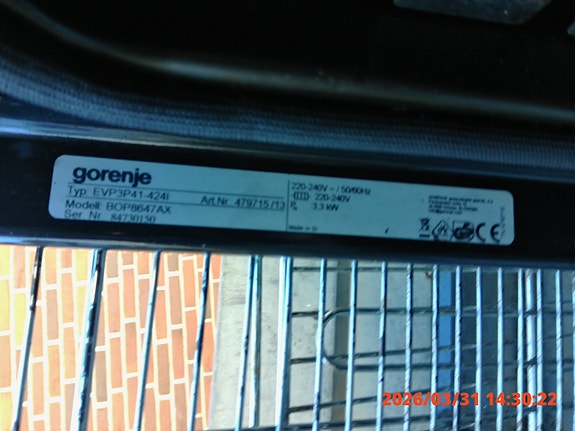 gorenje
Typ: EVP3P41-424I
Art.Nr. 479715/13
Modell: BOP8647AX
Ser. Nr. 84730150
220-240V ~ / 50/60Hz
220-240V
3.3 kW
CE
2026/03/31 14:30:22